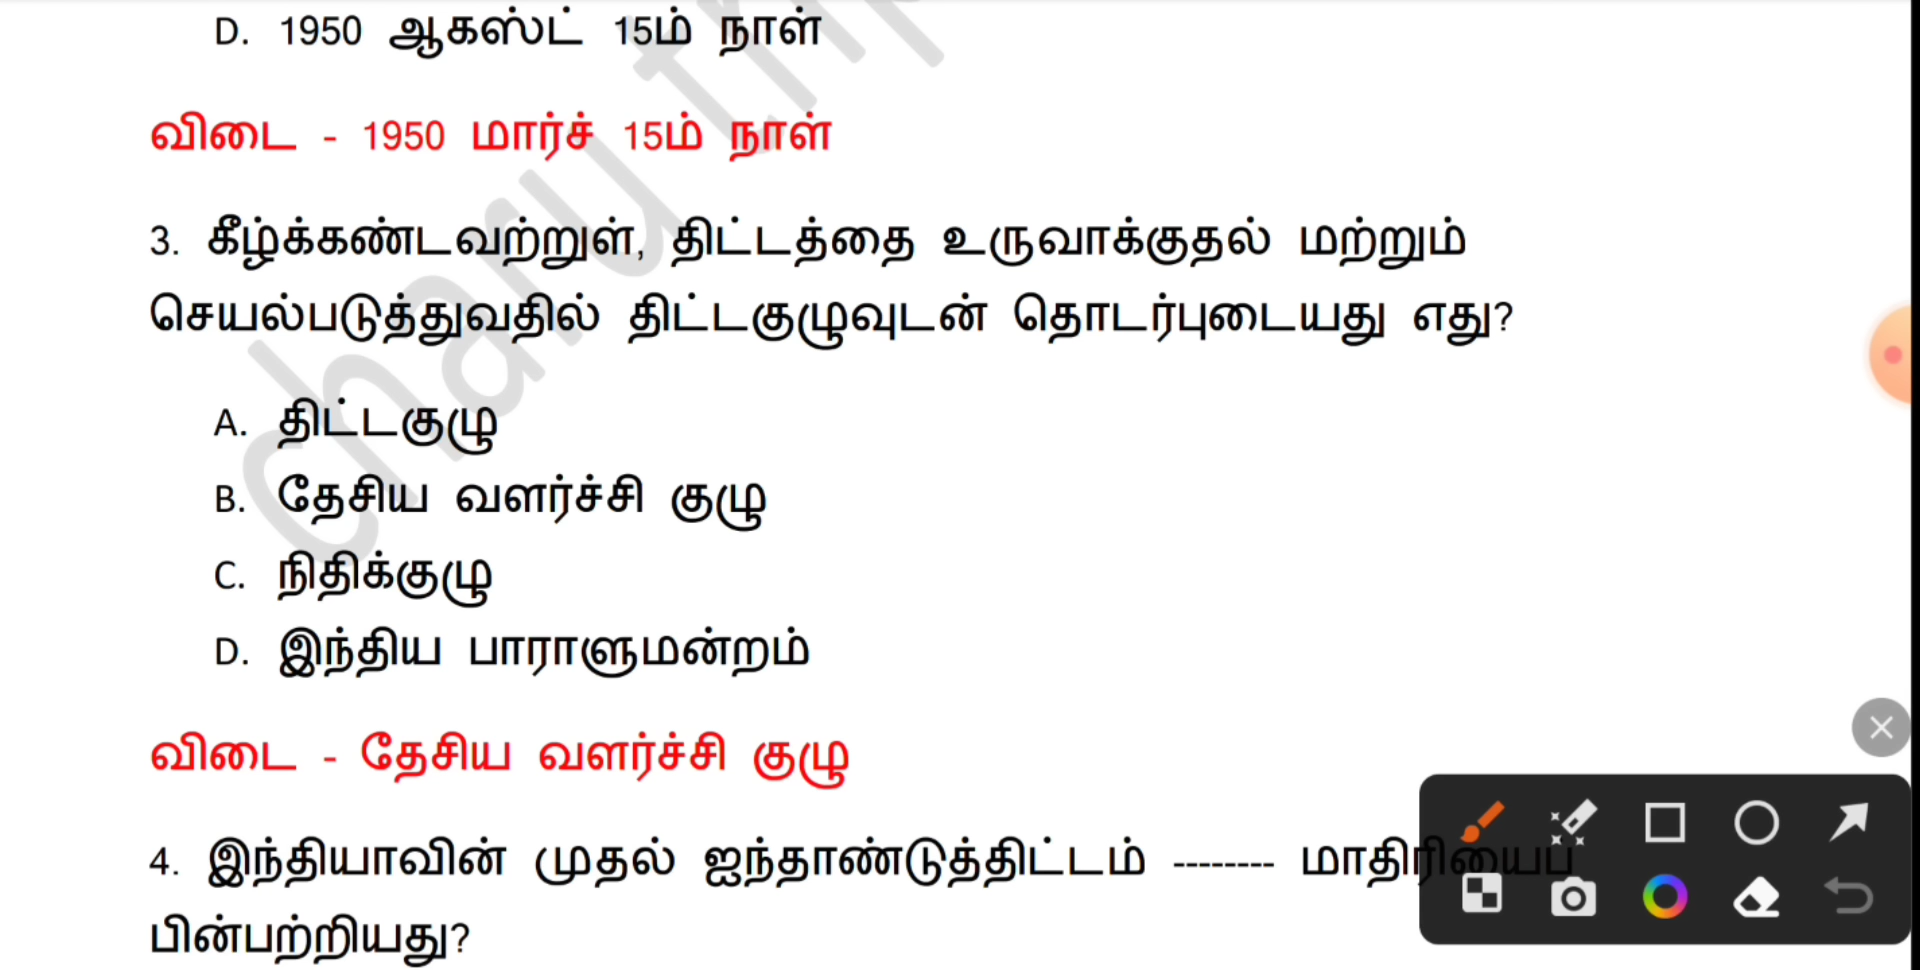 D. 1950 ஆகஸ்ட் 15ம் நாள்
விடை - 1950 மார்ச் 15ம் நாள்
3. கீழ்க்கண்டவற்றுள், திட்டத்தை உருவாக்குதல் மற்றும்
செயல்படுத்துவதில் திட்டகுழுவுடன் தொடர்புடையது எது?
A. திட்டகுழு
B. தேசிய வளர்ச்சி குழு
C. நிதிக்குழு
D. இந்திய பாராளுமன்றம்
விடை - தேசிய வளர்ச்சி குழு
4. இந்தியாவின் முதல் ஐந்தாண்டுத்திட்டம் -------- மாதிரியைப்
பின்பற்றியது?
charu